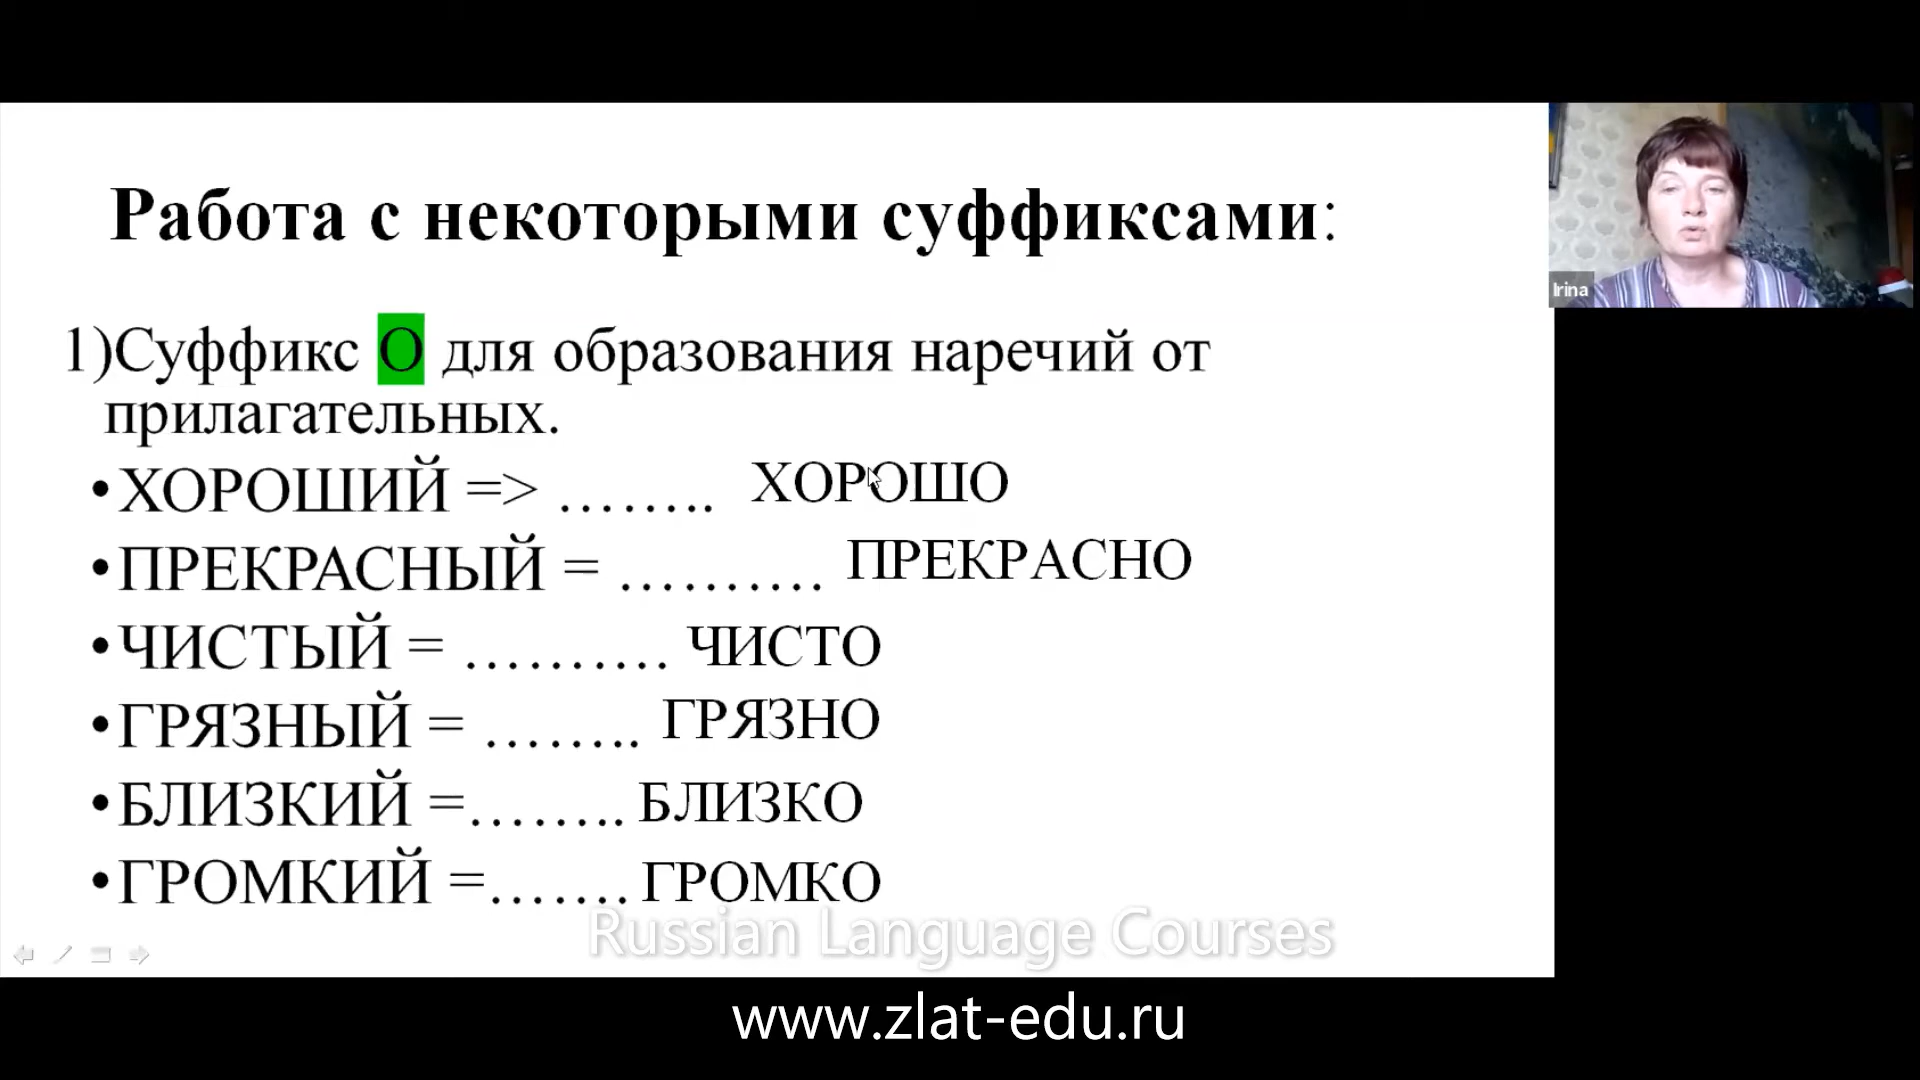 Работа с некоторыми суффиксами:
Irina
1)Суффикс О для образования наречий от
прилагательных.
•ХОРОШИЙ => …….. ХОРОШО
•ПРЕКРАСНЫЙ = ………. ПРЕКРАСНО
•ЧИСТЫЙ = ………. ЧИСТО
•ГРЯЗНЫЙ = …….. ГРЯЗНО
•БЛИЗКИЙ =…….. БЛИЗКО
•ГРОМКИЙ =……. ГРОМКО
Russian Language Courses
www.zlat-edu.ru